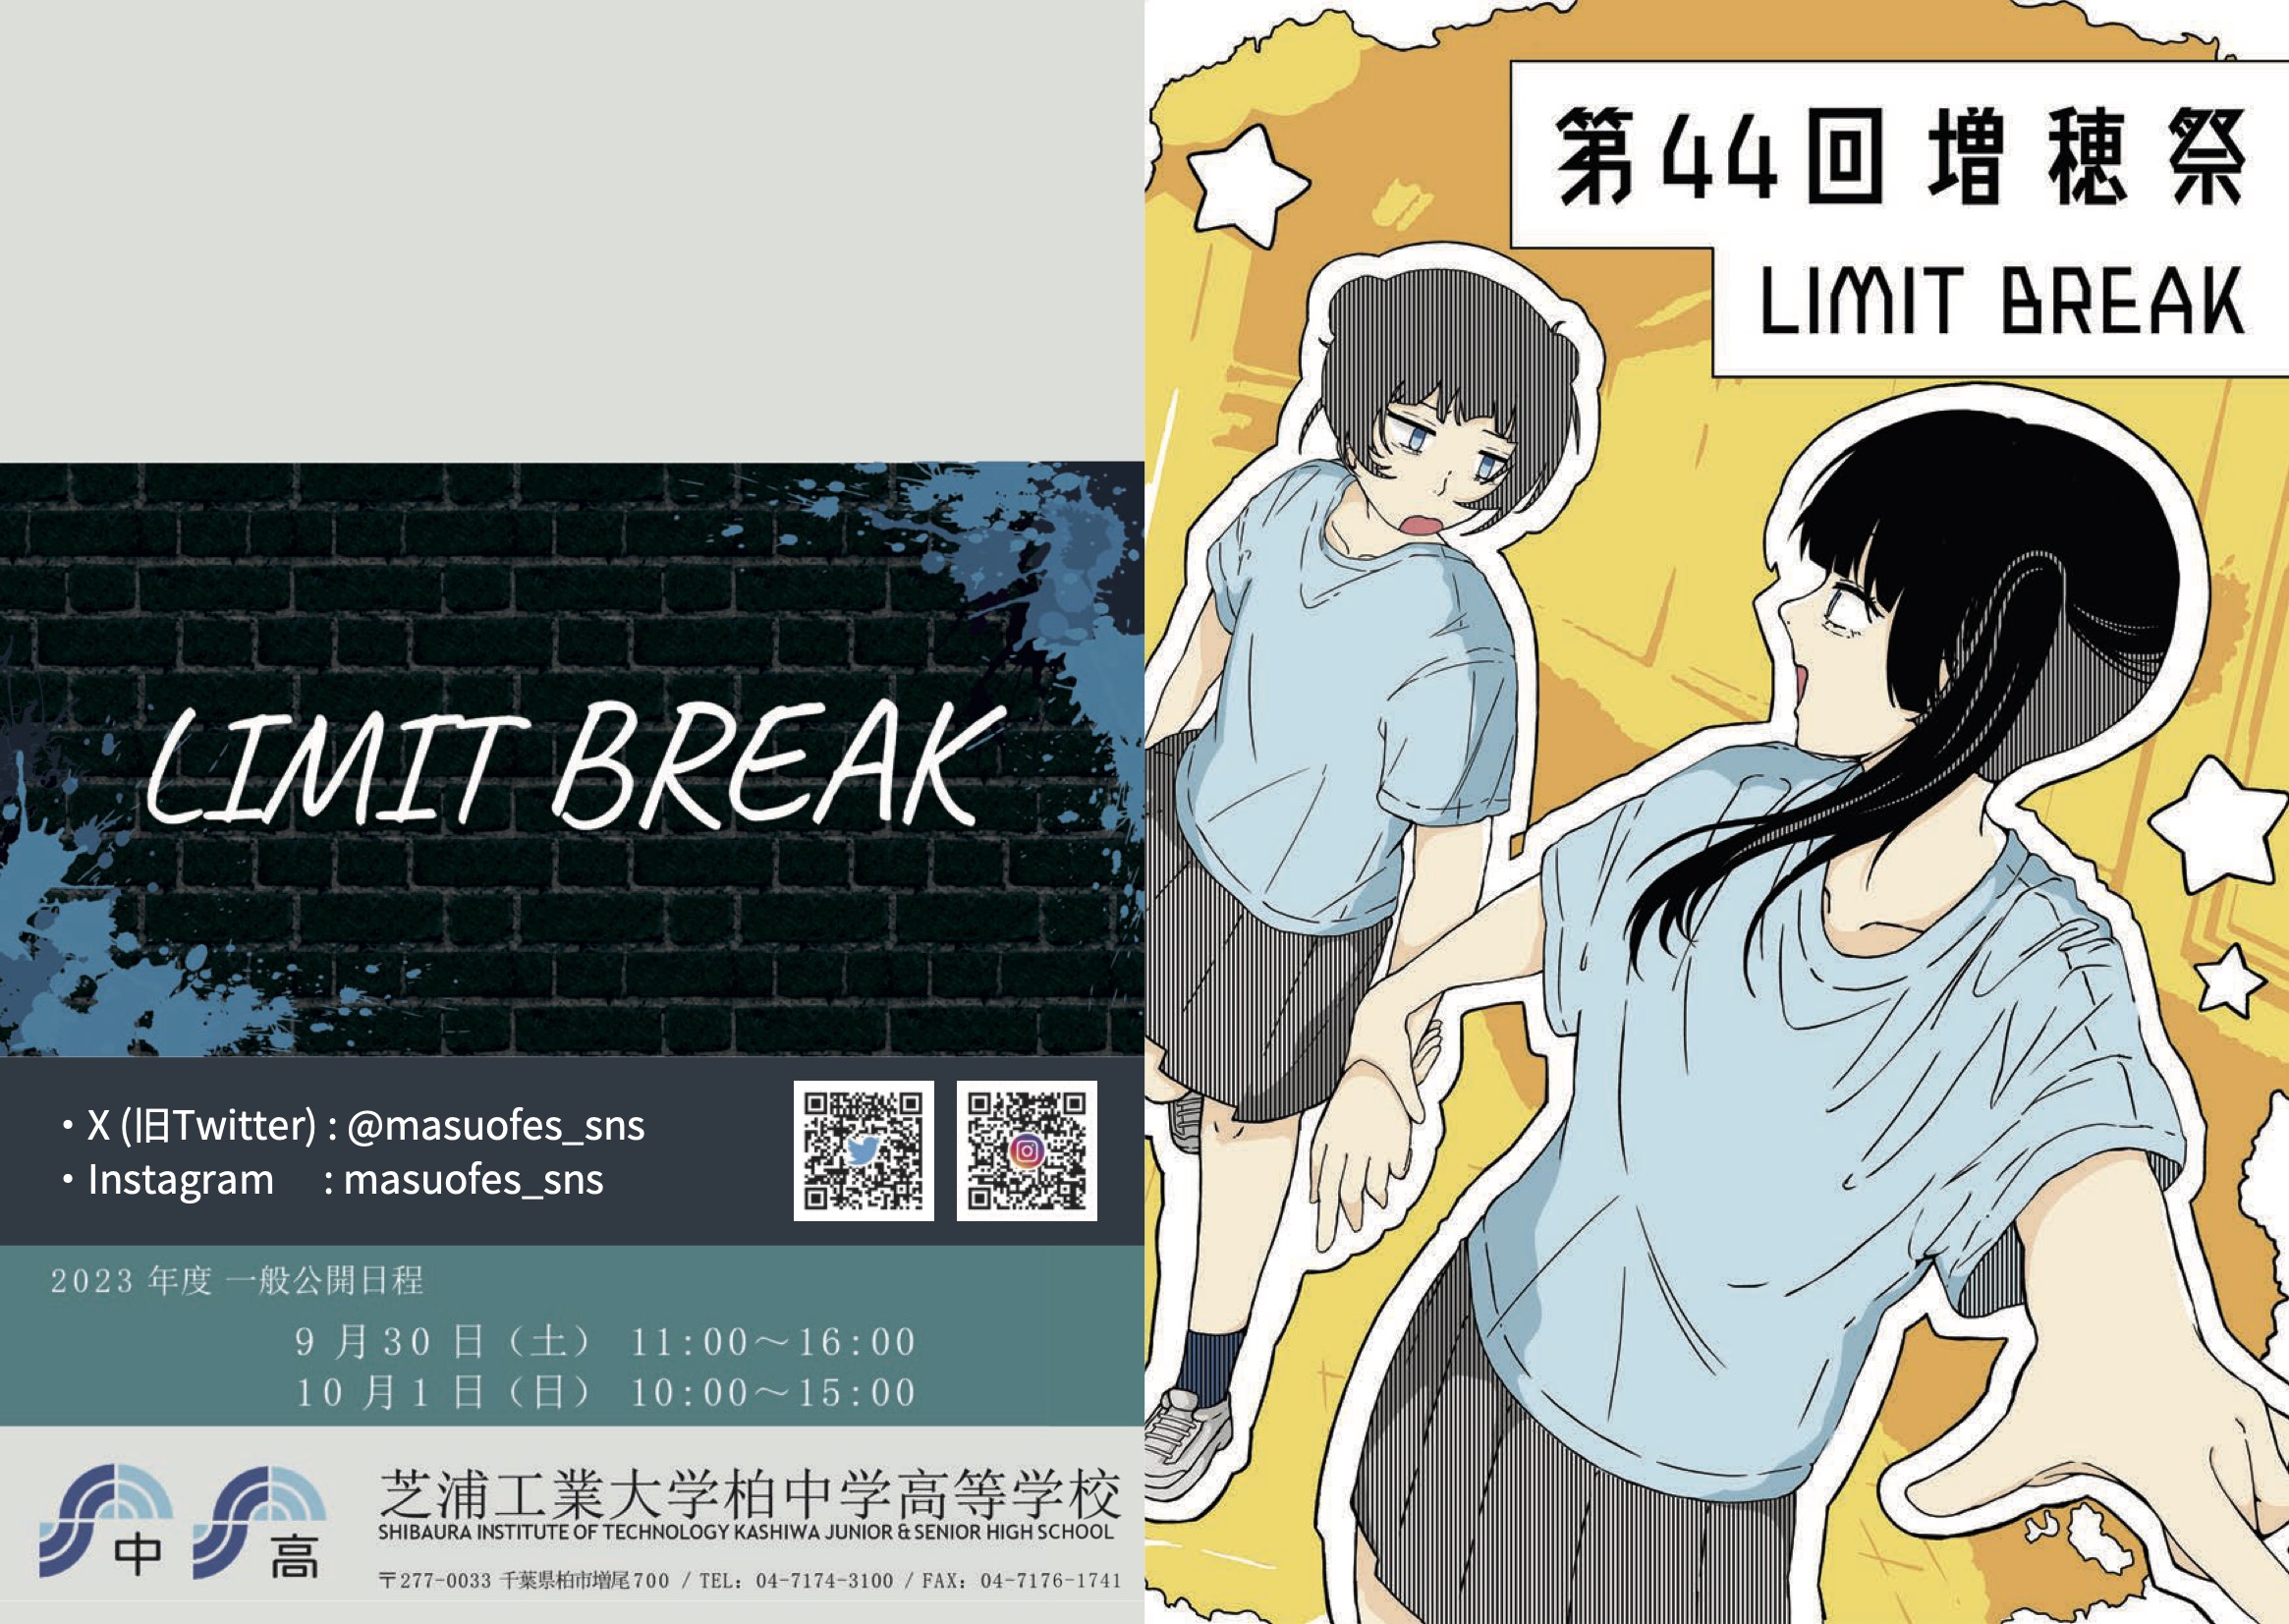 第44回 増穂祭
LIMIT BREAK
LIMIT BREAK
・X (旧Twitter) : @masuofes_sns
・Instagram : masuofes_sns
2023 年度 一般公開日程
9 月30 日（土） 11:00～16:00
10 月1 日（日） 10:00～15:00
中 高
芝浦工業大学柏中学高等学校
SHIBAURA INSTITUTE OF TECHNOLOGY KASHIWA JUNIOR & SENIOR HIGH SCHOOL
〒277-0033 千葉県柏市増尾700 / TEL: 04-7174-3100 / FAX: 04-7176-1741